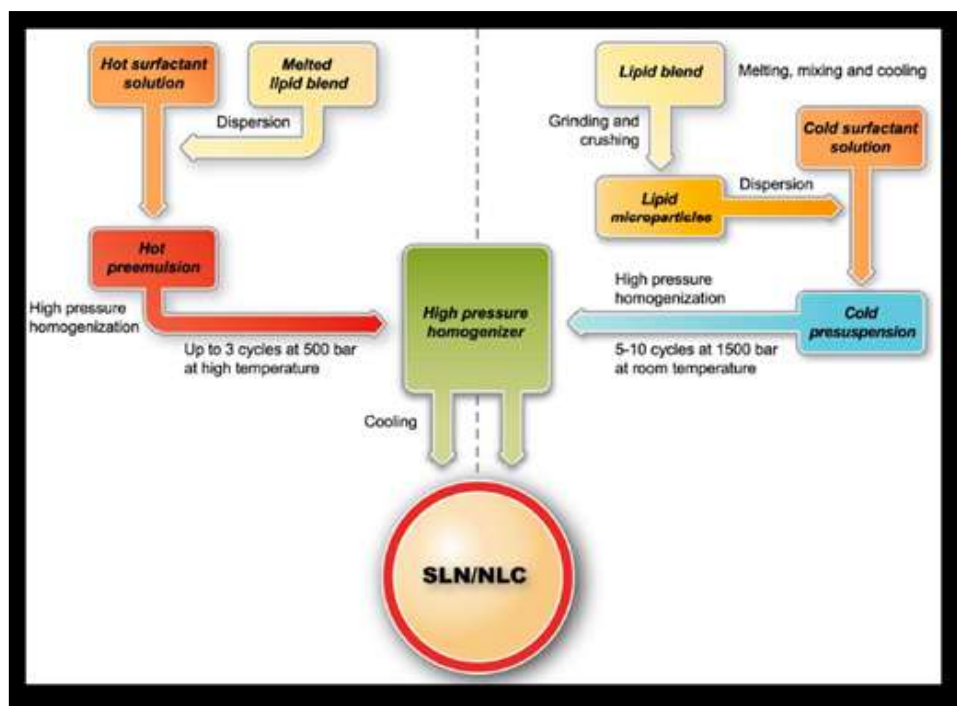 Hot surfactant
solution
Melted
lipid blend
Dispersion
Hot
preemulsion
High pressure
homogenization
Up to 3 cycles at 500 bar
at high temperature
Lipid blend
Melting, mixing and cooling
Grinding and
crushing
Cold surfactant
solution
Lipid
microparticles
Dispersion
High pressure
homogenization
Cold
presuspension
5-10 cycles at 1500 bar
at room temperature
High pressure
homogenizer
Cooling
SLN/NLC